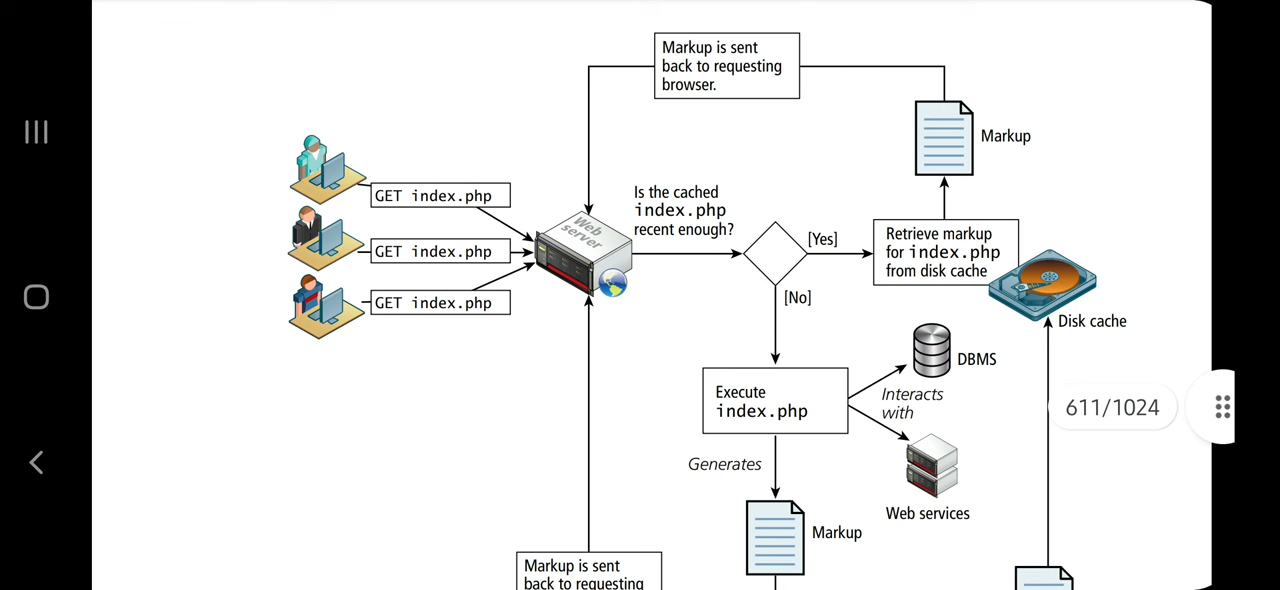 Markup is sent
back to requesting
browser.
Markup
GET index.php
Is the cached
index.php
recent enough?
Web
server
[Yes]
Retrieve markup
for index.php
from disk cache
GET index.php
GET index.php
[No]
Disk cache
DBMS
Execute
index.php
Interacts
with
611/1024
Generates
Web services
Markup
Markup is sent
back to requesting